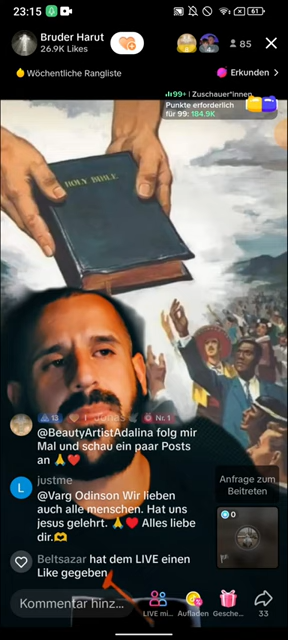 23:15
61
Bruder Harut
26.9K Likes
85
Wöchentliche Rangliste
Erkunden >
99+ | Zuschauer*innen
Punkte erforderlich
für 99: 184.9K
HOLY BIBLE
13
Nr. 1
@BeautyArtistAdalina folg mir
Mal und schau ein paar Posts
an 🙏❤️
L
justme
@Varg Odinson Wir lieben
auch alle menschen. Hat uns
jesus gelehrt. 🙏❤️ Alles liebe
dir.🫶
Anfrage zum
Beitreten
0
Beltsazar hat dem LIVE einen
Like gegeben
Kommentar hinz...
LIVE mi...
Aufladen
Gesche...
33